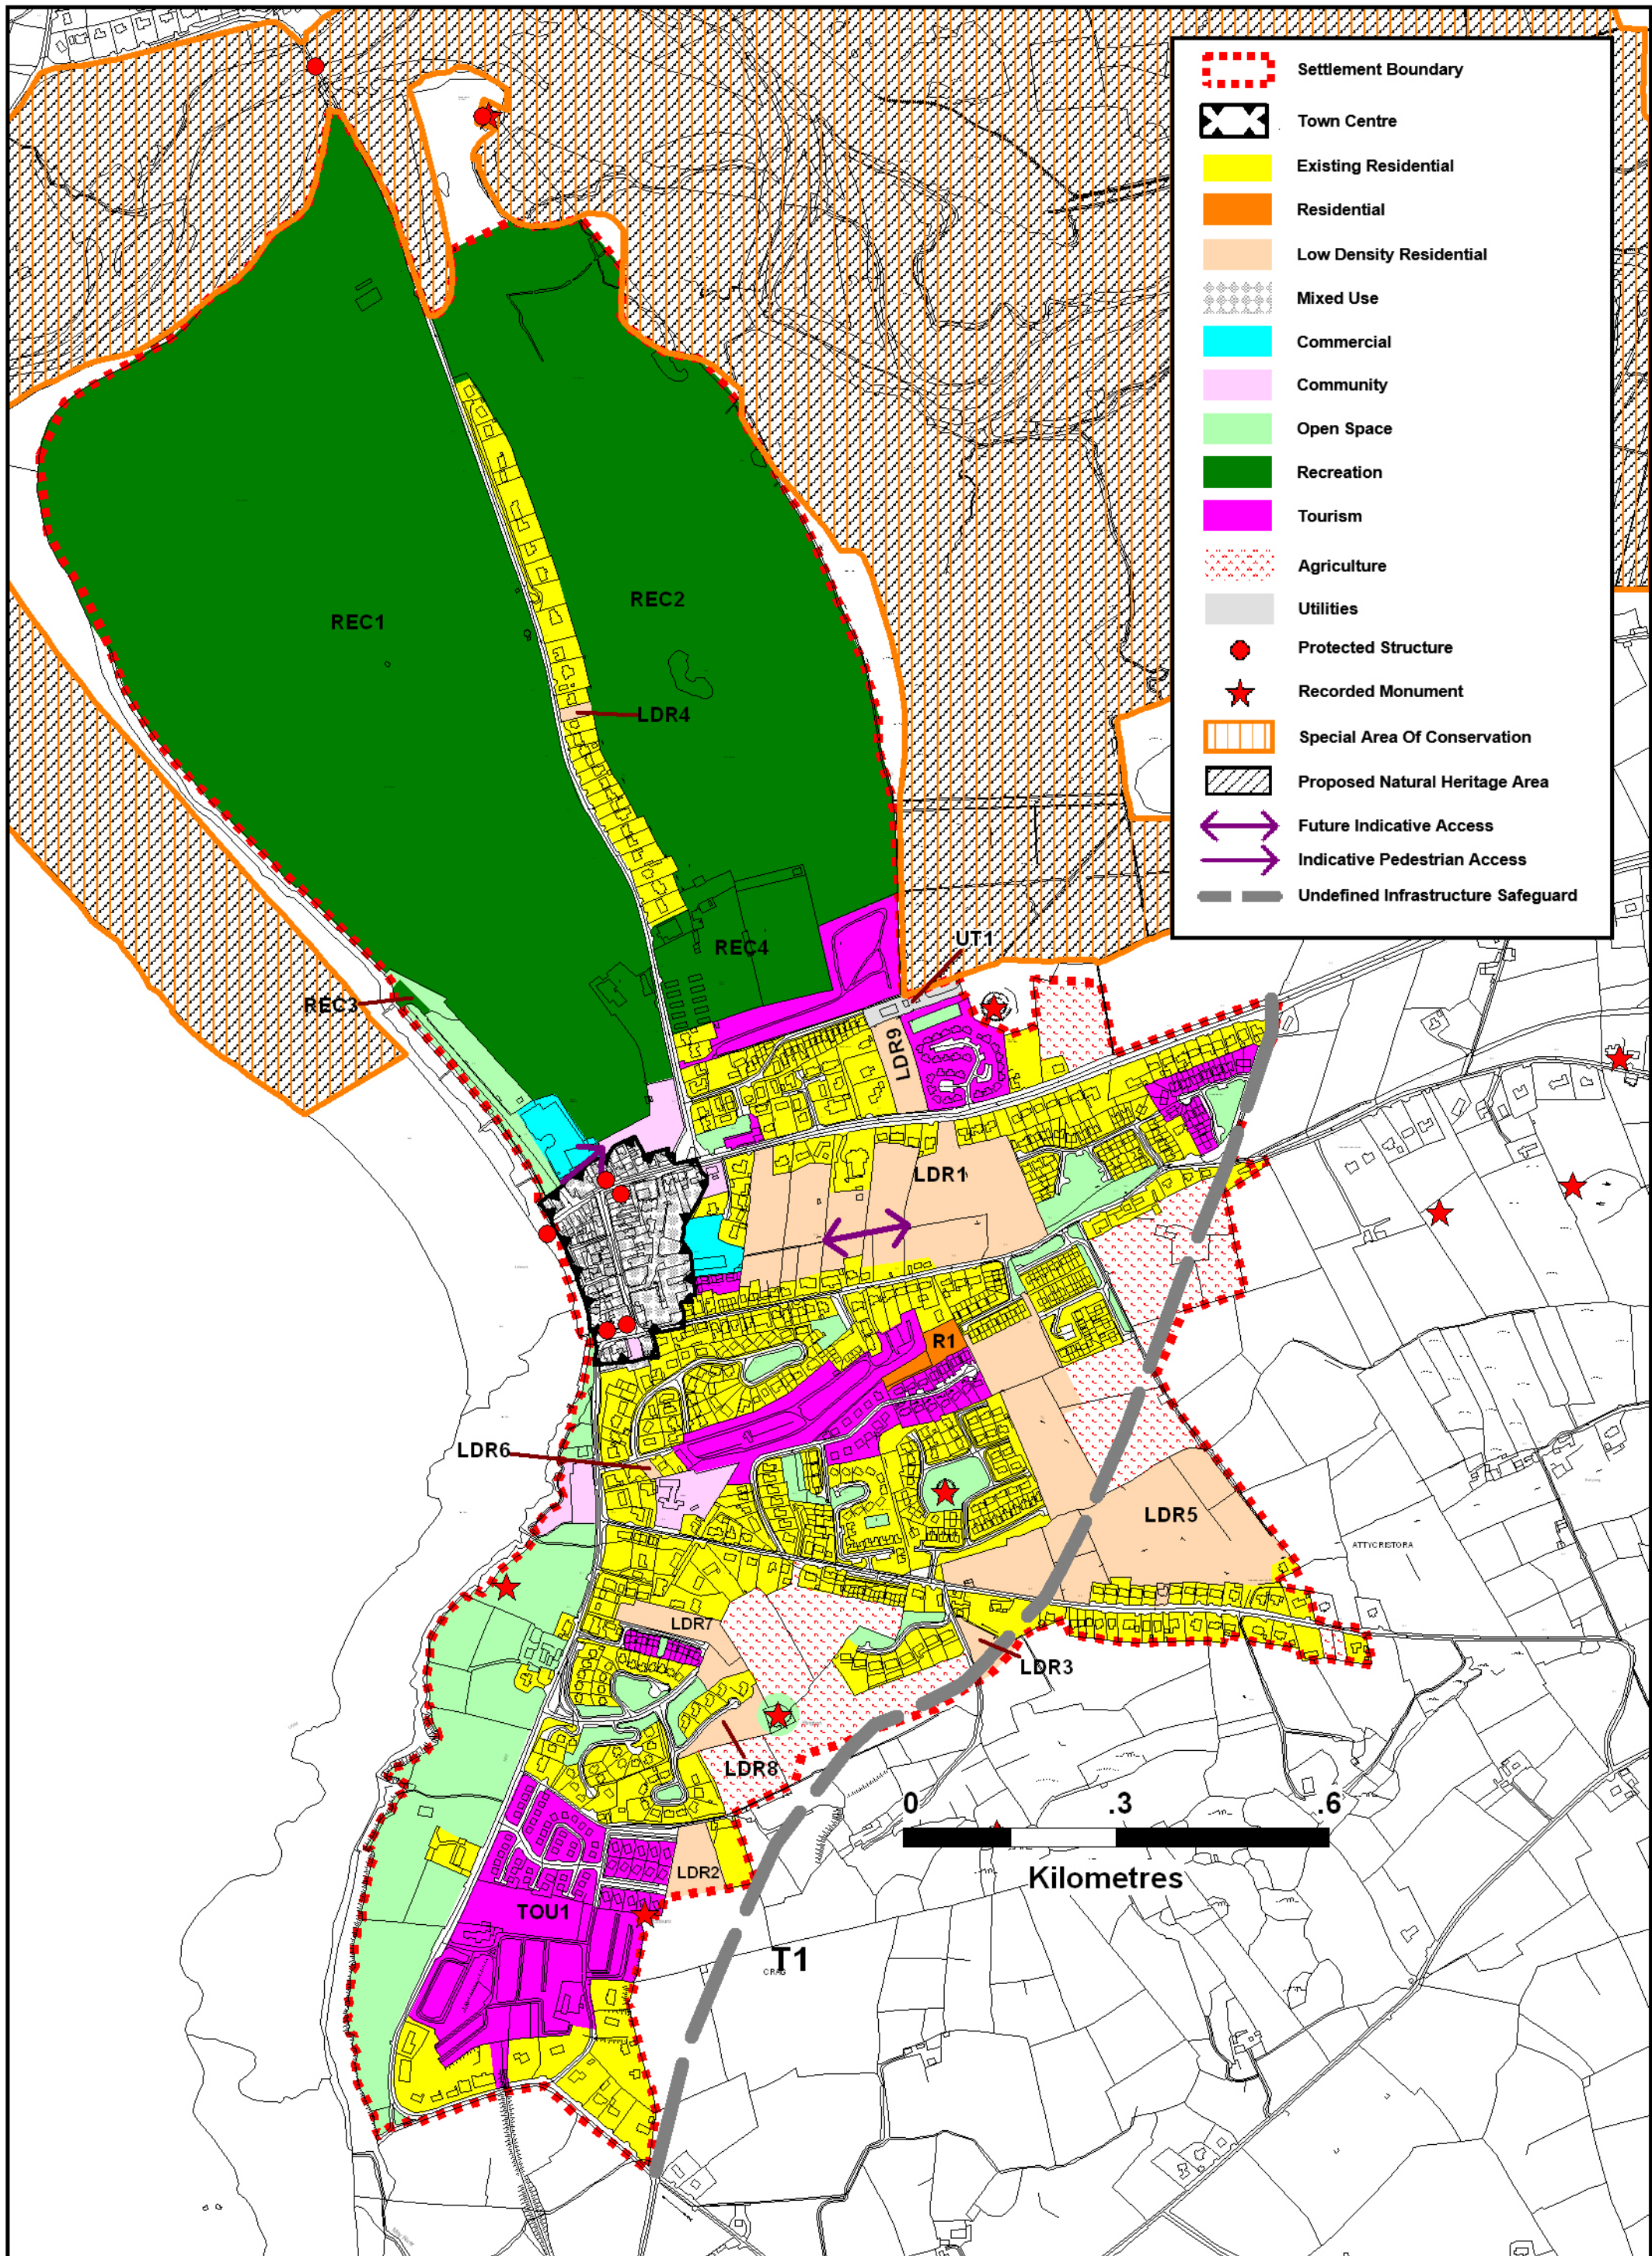 Settlement Boundary
Town Centre
Existing Residential
Residential
Low Density Residential
Mixed Use
Commercial
Community
Open Space
Recreation
Tourism
Agriculture
Utilities
Protected Structure
Recorded Monument
Special Area Of Conservation
Proposed Natural Heritage Area
Future Indicative Access
Indicative Pedestrian Access
Undefined Infrastructure Safeguard
REC1
REC2
LDR4
REC4
UT1
REC3
LDR9
LDR1
R1
LDR6
LDR5
ATTYCRISTORA
LDR7
LDR3
LDR8
0 .3 .6
Kilometres
LDR2
TOU1
T1
CRAG